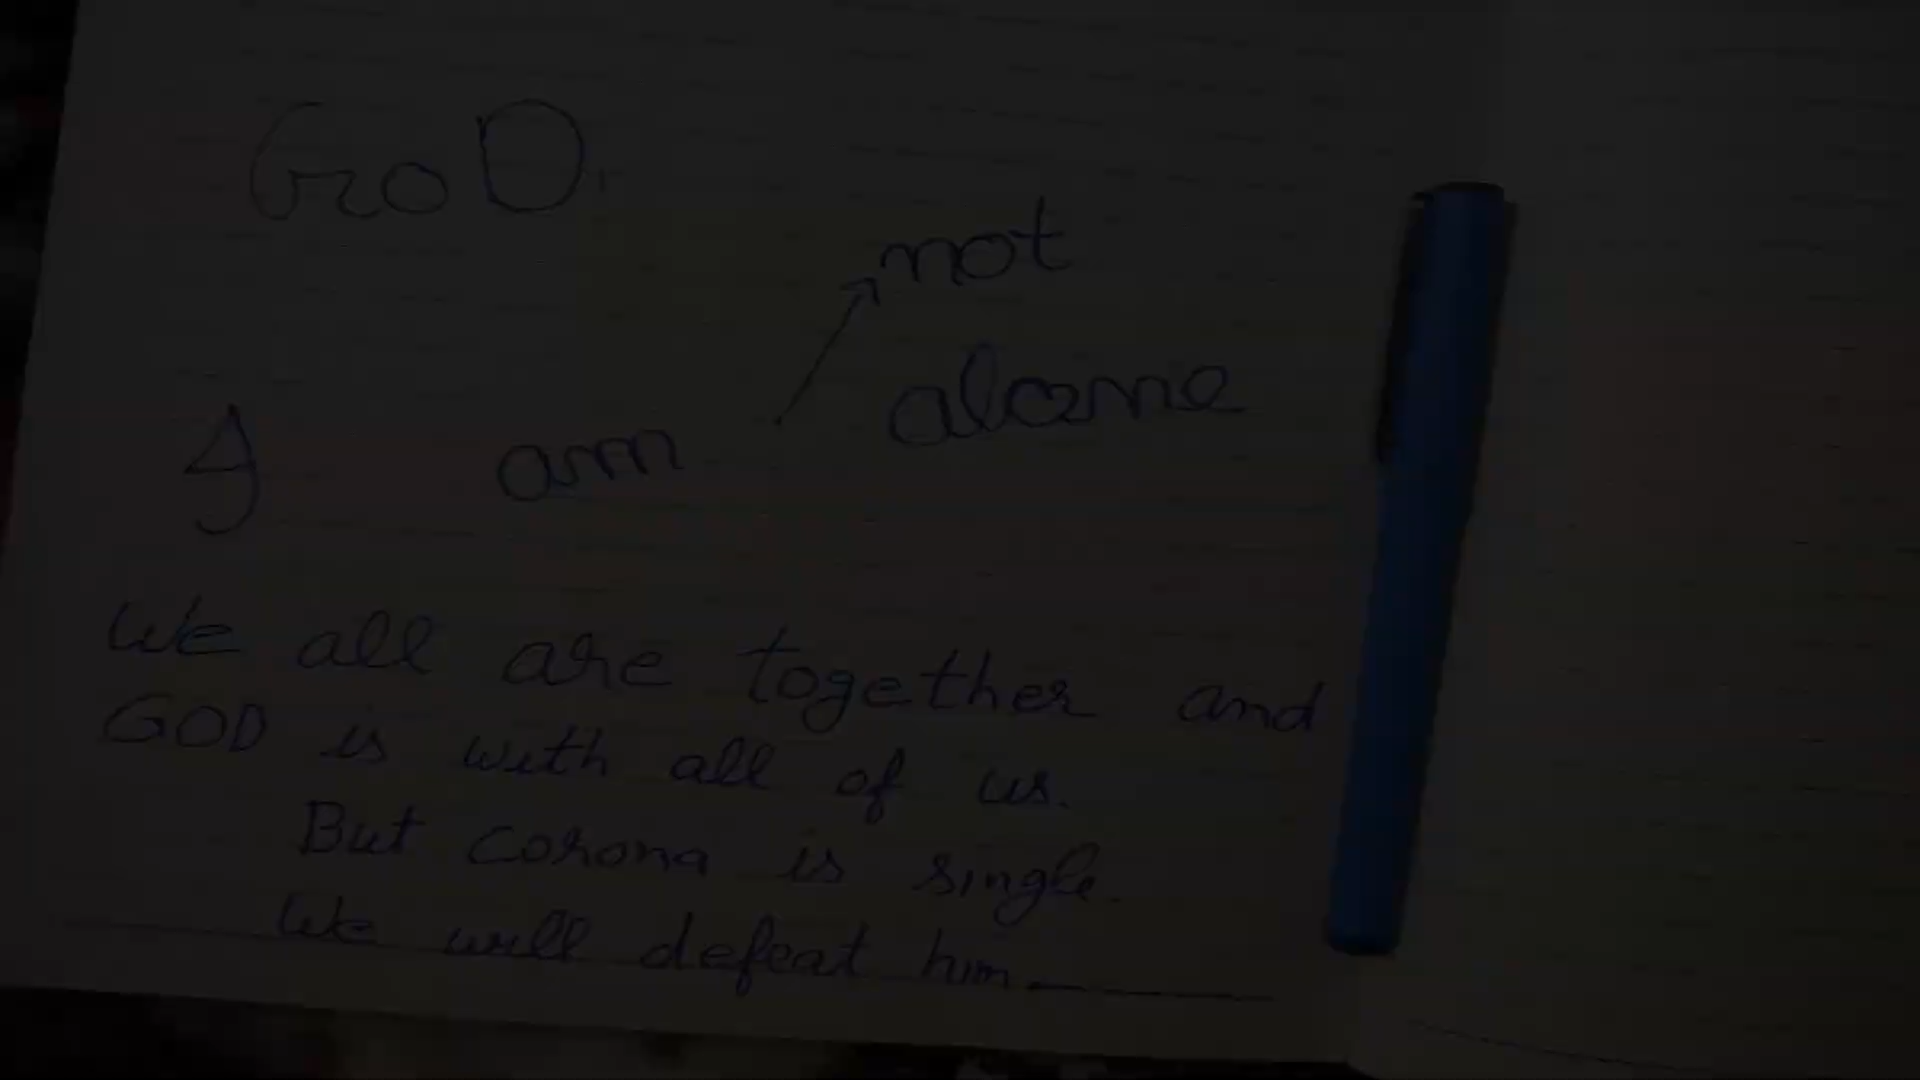 GoD.
not
I am alone
We all are together and
GOD is with all of us.
But corona is single.
We will defeat him